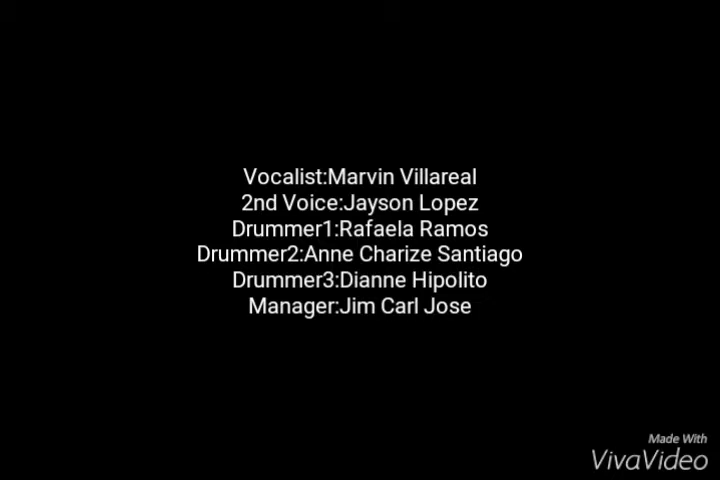 Vocalist:Marvin Villareal
2nd Voice:Jayson Lopez
Drummer1:Rafaela Ramos
Drummer2:Anne Charize Santiago
Drummer3:Dianne Hipolito
Manager:Jim Carl Jose
Made With
VivaVideo